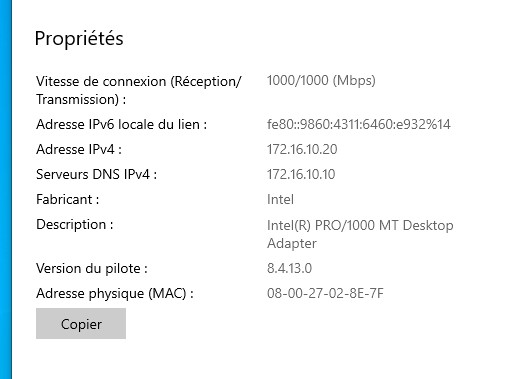 Propriétés
Vitesse de connexion (Réception/ 1000/1000 (Mbps)
Transmission) :
Adresse IPv6 locale du lien : fe80::9860:4311:6460:e932%14
Adresse IPv4 : 172.16.10.20
Serveurs DNS IPv4 : 172.16.10.10
Fabricant : Intel
Description : Intel(R) PRO/1000 MT Desktop
Adapter
Version du pilote : 8.4.13.0
Adresse physique (MAC) : 08-00-27-02-8E-7F
Copier